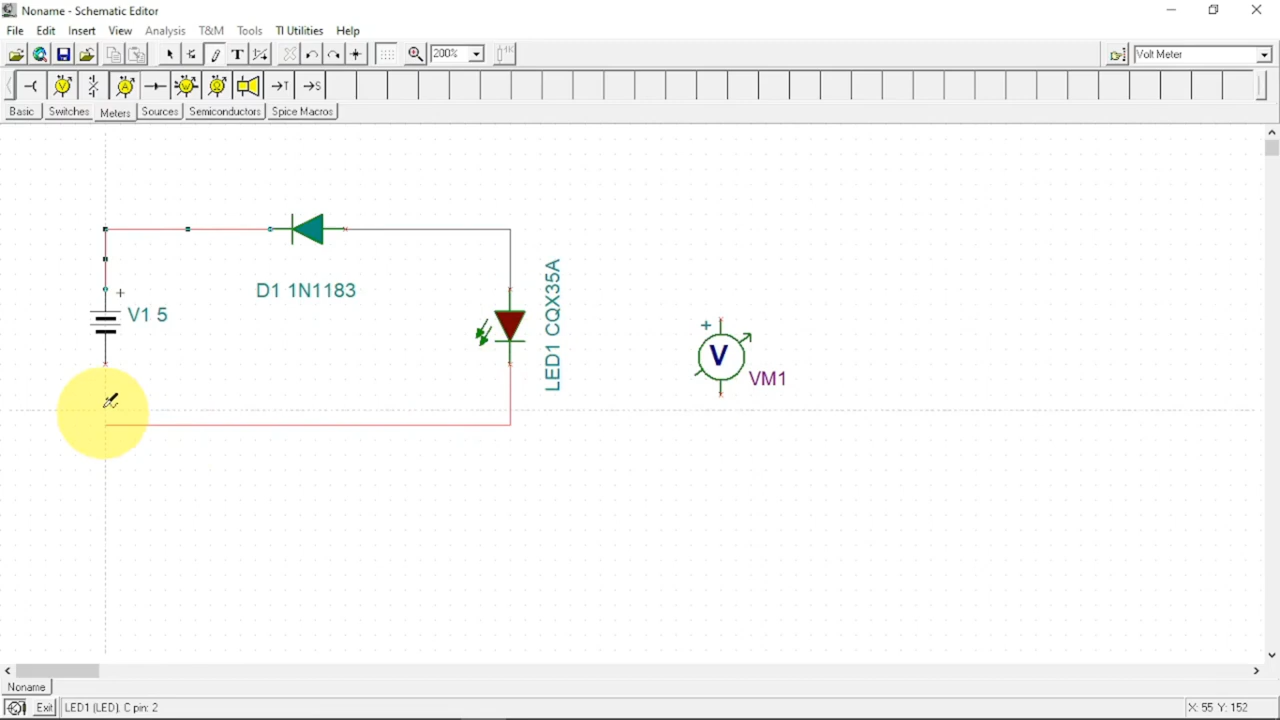 Noname - Schematic Editor
File Edit Insert View Analysis T&M Tools TI Utilities Help
T 200% 1K Volt Meter
V A W Ω →T →S
Basic Switches Meters Sources Semiconductors Spice Macros
D1 1N1183
+
V1 5
LED1 CQX35A
+
V
VM1
Noname
Exit LED1 (LED). C pin: 2 X: 55 Y: 152